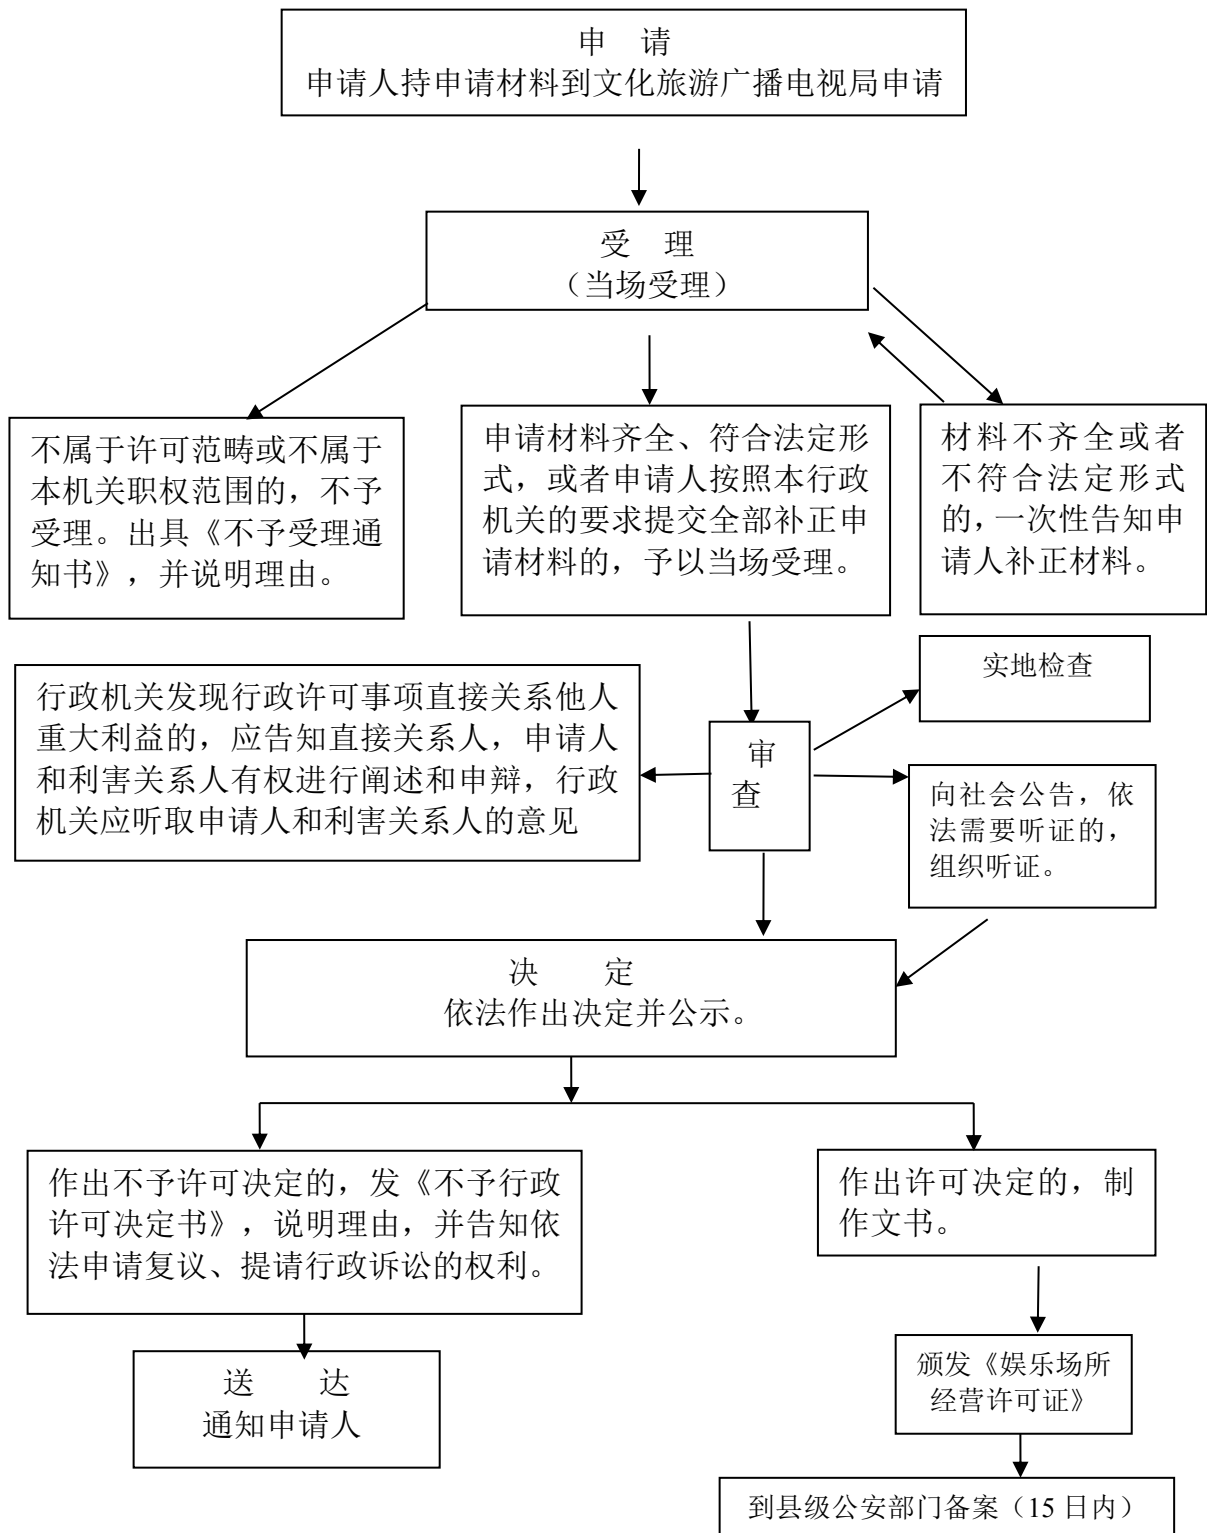 申 请
申请人持申请材料到文化旅游广播电视局申请
受 理
（当场受理）
不属于许可范畴或不属于
本机关职权范围的，不予
受理。出具《不予受理通
知书》，并说明理由。
申请材料齐全、符合法定形
式，或者申请人按照本行政
机关的要求提交全部补正申
请材料的，予以当场受理。
材料不齐全或者
不符合法定形式
的，一次性告知申
请人补正材料。
实地检查
行政机关发现行政许可事项直接关系他人
重大利益的，应告知直接关系人，申请人
和利害关系人有权进行阐述和申辩，行政
机关应听取申请人和利害关系人的意见
审
查
向社会公告，依
法需要听证的，
组织听证。
决 定
依法作出决定并公示。
作出不予许可决定的，发《不予行政
许可决定书》，说明理由，并告知依
法申请复议、提请行政诉讼的权利。
作出许可决定的，制
作文书。
送 达
通知申请人
颁发《娱乐场所
经营许可证》
到县级公安部门备案（15 日内）